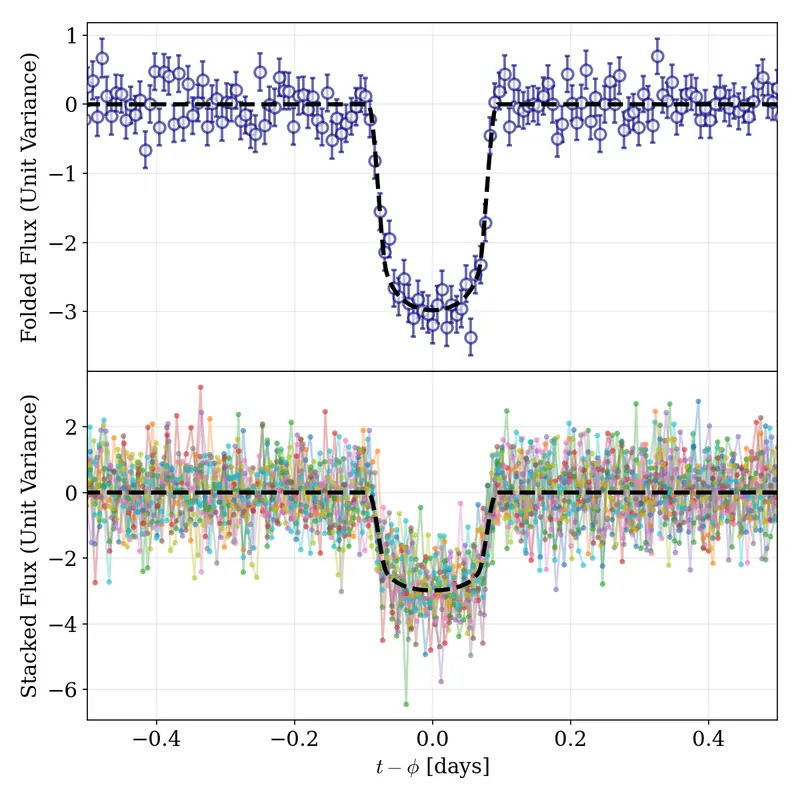 Folded Flux (Unit Variance)
1
0
−1
−2
−3
Stacked Flux (Unit Variance)
2
0
−2
−4
−6
−0.4 −0.2 0.0 0.2 0.4
t − ϕ [days]